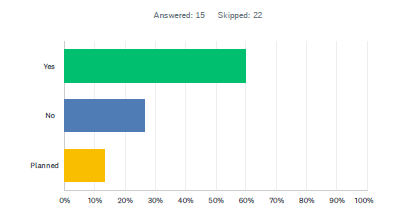 Answered: 15 Skipped: 22
Yes
No
Planned
0% 10% 20% 30% 40% 50% 60% 70% 80% 90% 100%